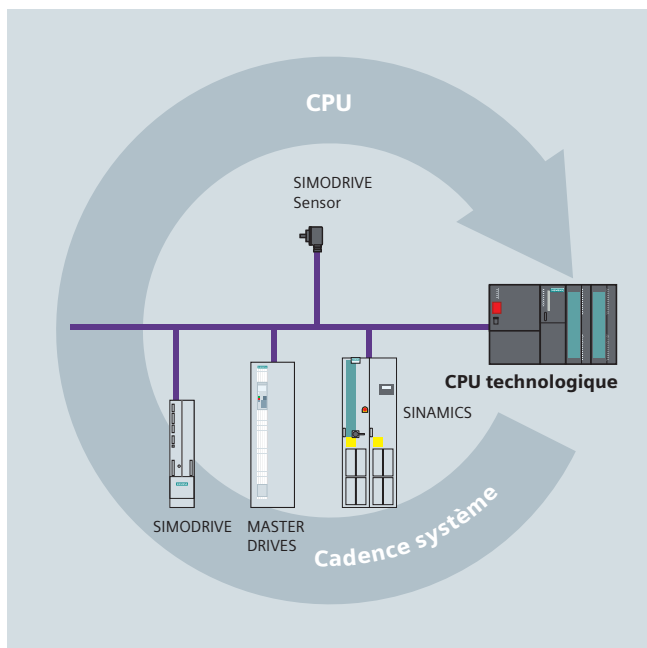 CPU
SIMODRIVE
Sensor
CPU technologique
SINAMICS
SIMODRIVE
MASTER
DRIVES
Cadence système